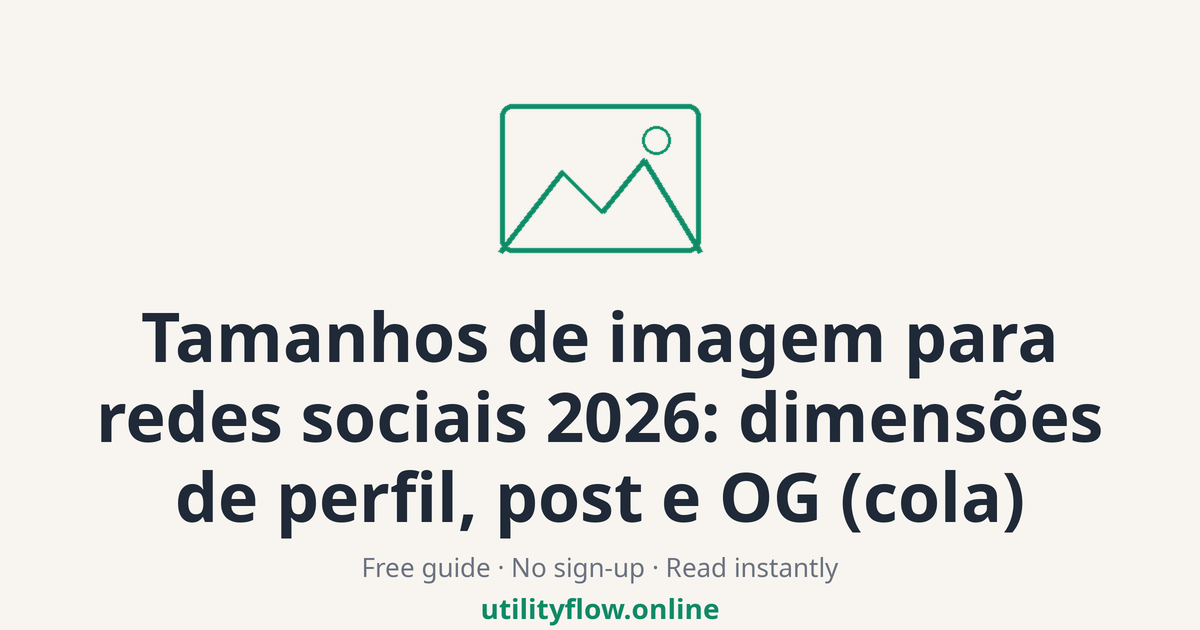 Tamanhos de imagem para
redes sociais 2026: dimensões
de perfil, post e OG (cola)
Free guide · No sign-up · Read instantly
utilityflow.online